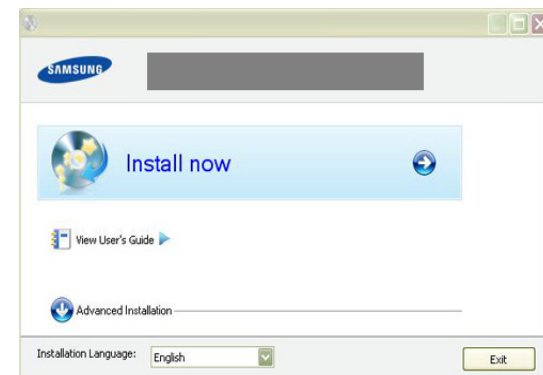 SAMSUNG
Install now
View User's Guide
Advanced Installation
Installation Language: English
Exit